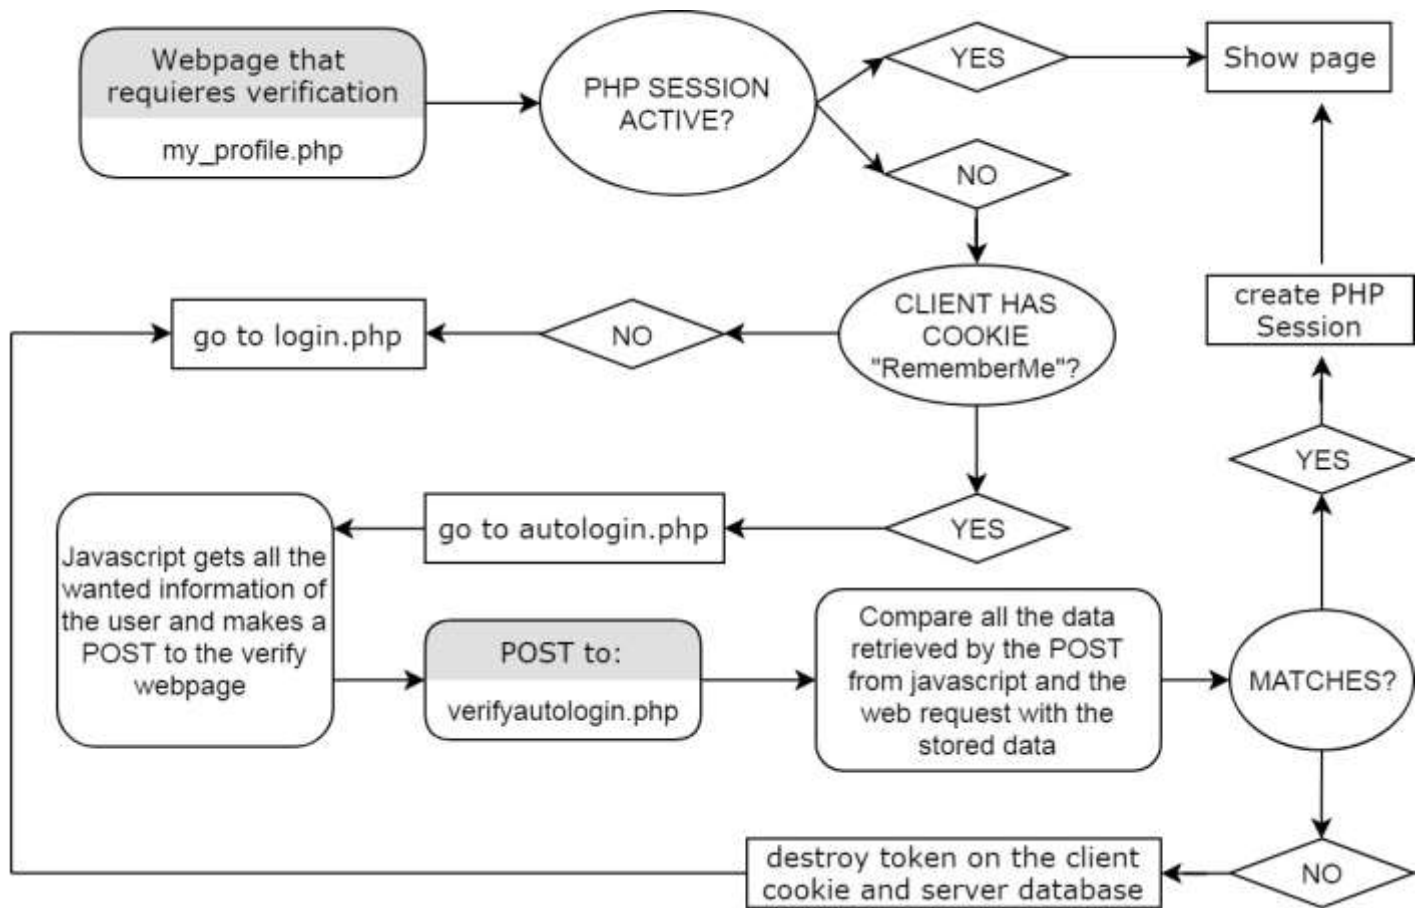 Webpage that
requieres verification
my_profile.php
PHP SESSION
ACTIVE?
YES
Show page
NO
CLIENT HAS
COOKIE
"RememberMe"?
NO
go to login.php
create PHP
Session
YES
YES
go to autologin.php
Javascript gets all the
wanted information of
the user and makes a
POST to the verify
webpage
POST to:
verifyautologin.php
Compare all the data
retrieved by the POST
from javascript and the
web request with the
stored data
MATCHES?
NO
destroy token on the client
cookie and server database